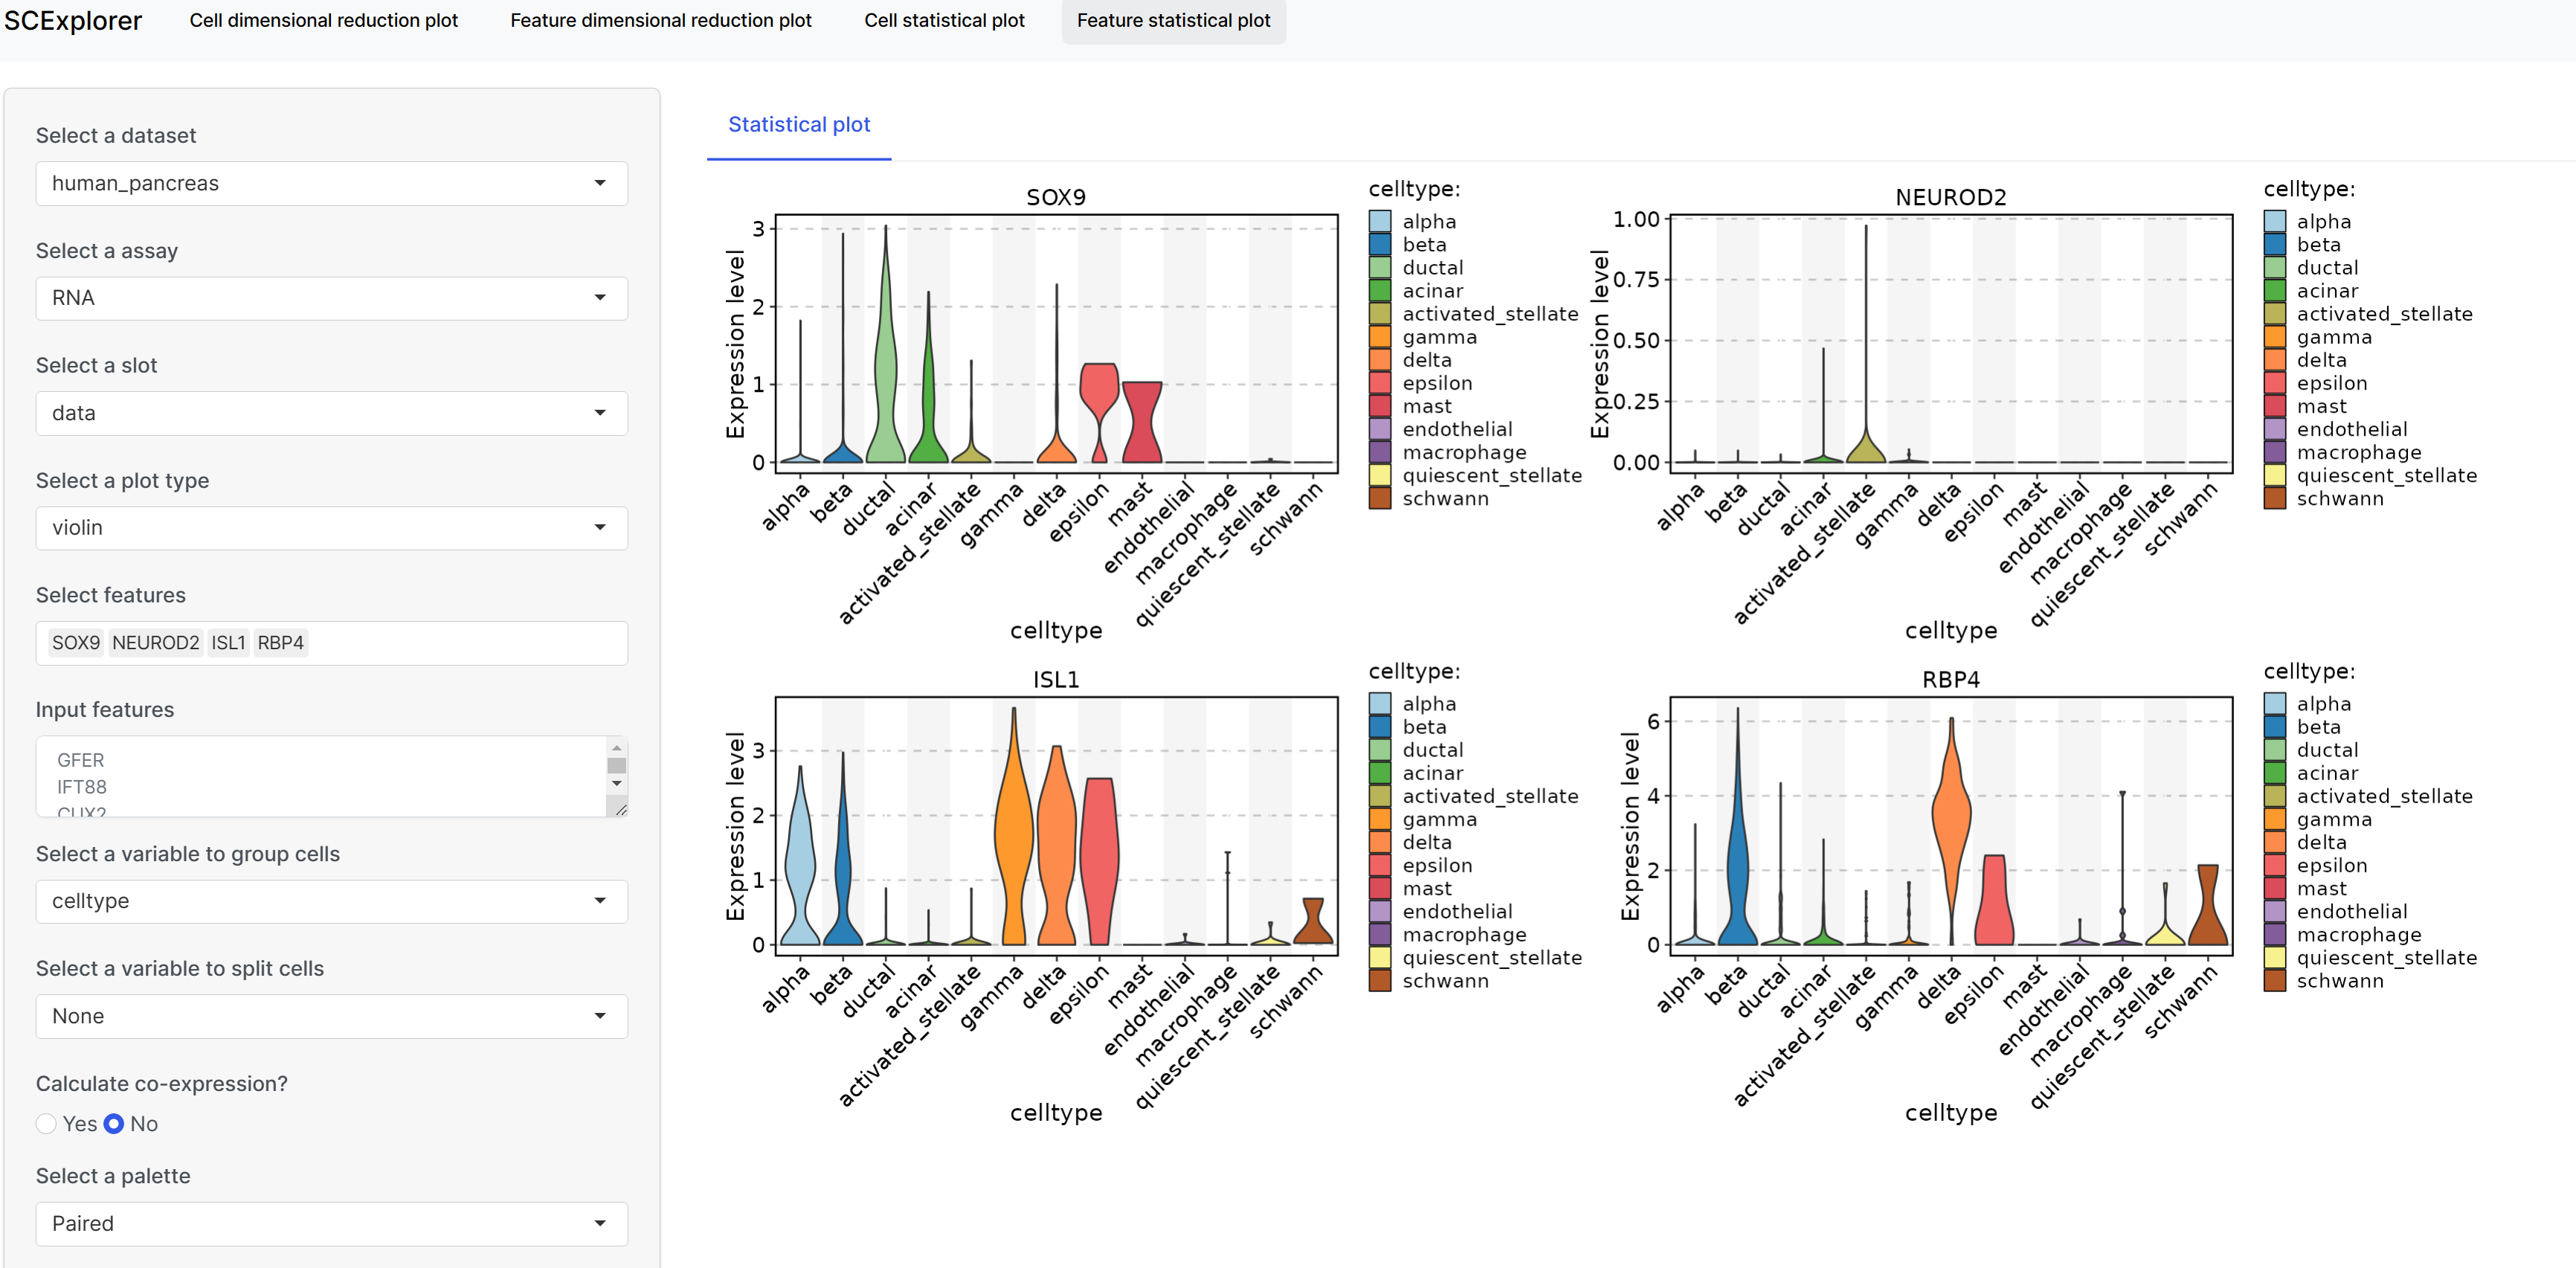 SCExplorer
Cell dimensional reduction plot
Feature dimensional reduction plot
Cell statistical plot
Feature statistical plot
Select a dataset
human_pancreas
Select a assay
RNA
Select a slot
data
Select a plot type
violin
Select features
SOX9 NEUROD2 ISL1 RBP4
Input features
GFER
IFT88
CUX2
Select a variable to group cells
celltype
Select a variable to split cells
None
Calculate co-expression?
Yes No
Select a palette
Paired
Statistical plot
SOX9
Expression level
3
2
1
0
alpha
beta
ductal
acinar
activated_stellate
gamma
delta
epsilon
mast
endothelial
macrophage
quiescent_stellate
schwann
celltype
celltype:
alpha
beta
ductal
acinar
activated_stellate
gamma
delta
epsilon
mast
endothelial
macrophage
quiescent_stellate
schwann
NEUROD2
Expression level
1.00
0.75
0.50
0.25
0.00
alpha
beta
ductal
acinar
activated_stellate
gamma
delta
epsilon
mast
endothelial
macrophage
quiescent_stellate
schwann
celltype
celltype:
alpha
beta
ductal
acinar
activated_stellate
gamma
delta
epsilon
mast
endothelial
macrophage
quiescent_stellate
schwann
ISL1
Expression level
3
2
1
0
alpha
beta
ductal
acinar
activated_stellate
gamma
delta
epsilon
mast
endothelial
macrophage
quiescent_stellate
schwann
celltype
celltype:
alpha
beta
ductal
acinar
activated_stellate
gamma
delta
epsilon
mast
endothelial
macrophage
quiescent_stellate
schwann
RBP4
Expression level
6
4
2
0
alpha
beta
ductal
acinar
activated_stellate
gamma
delta
epsilon
mast
endothelial
macrophage
quiescent_stellate
schwann
celltype
celltype:
alpha
beta
ductal
acinar
activated_stellate
gamma
delta
epsilon
mast
endothelial
macrophage
quiescent_stellate
schwann